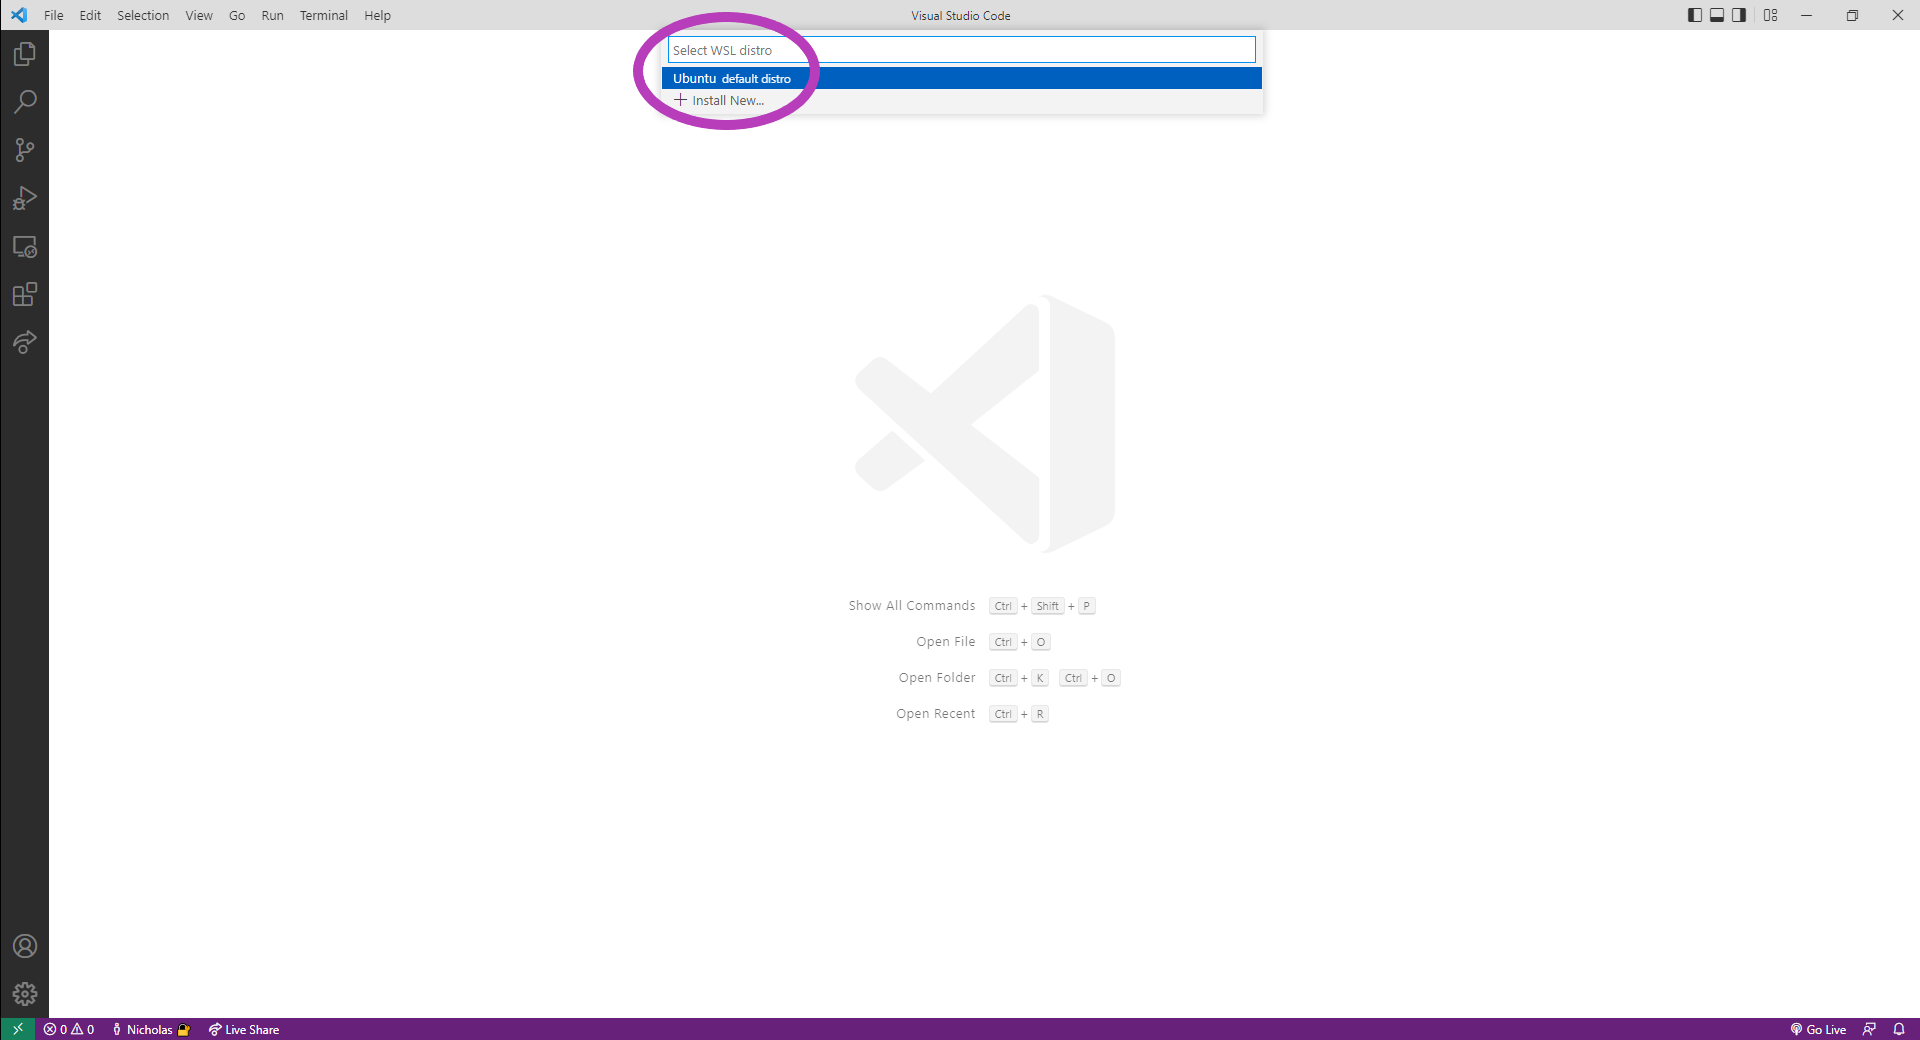 File Edit Selection View Go Run Terminal Help
Visual Studio Code
Select WSL distro
Ubuntu default distro
Install New...
Show All Commands Ctrl + Shift + P
Open File Ctrl + O
Open Folder Ctrl + K Ctrl + O
Open Recent Ctrl + R
0 0 Nicholas Live Share
Go Live